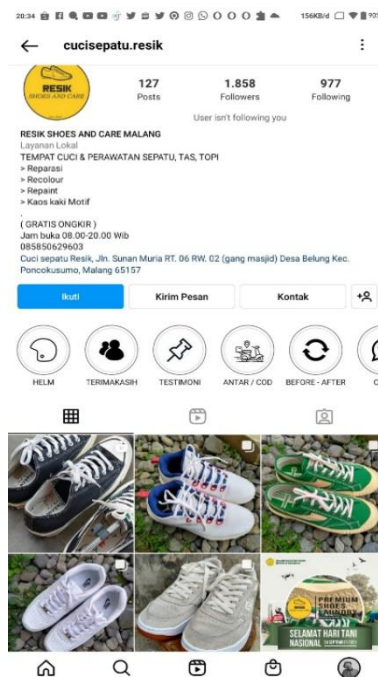 20:34
156KB/d
cucisepatu.resik
RESIK
SHOES AND CARE
127
1.858
977
Posts
Followers
Following
User isn't following you
RESIK SHOES AND CARE MALANG
Layanan Lokal
TEMPAT CUCI & PERAWATAN SEPATU, TAS, TOPI
> Reparasi
> Recolour
> Repaint
> Kaos kaki Motif
.
( GRATIS ONGKIR )
Jam buka 08.00-20.00 Wib
085850629603
Cuci sepatu Resik, Jln. Sunan Muria RT. 06 RW. 02 (gang masjid) Desa Belung Kec.
Poncokusumo, Malang 65157
Ikuti
Kirim Pesan
Kontak
HELM
TERIMAKASIH
TESTIMONI
ANTAR / COD
BEFORE - AFTER
PREMIUM
SHOES
LAUNDRY
SELAMAT HARI TANI
NASIONAL